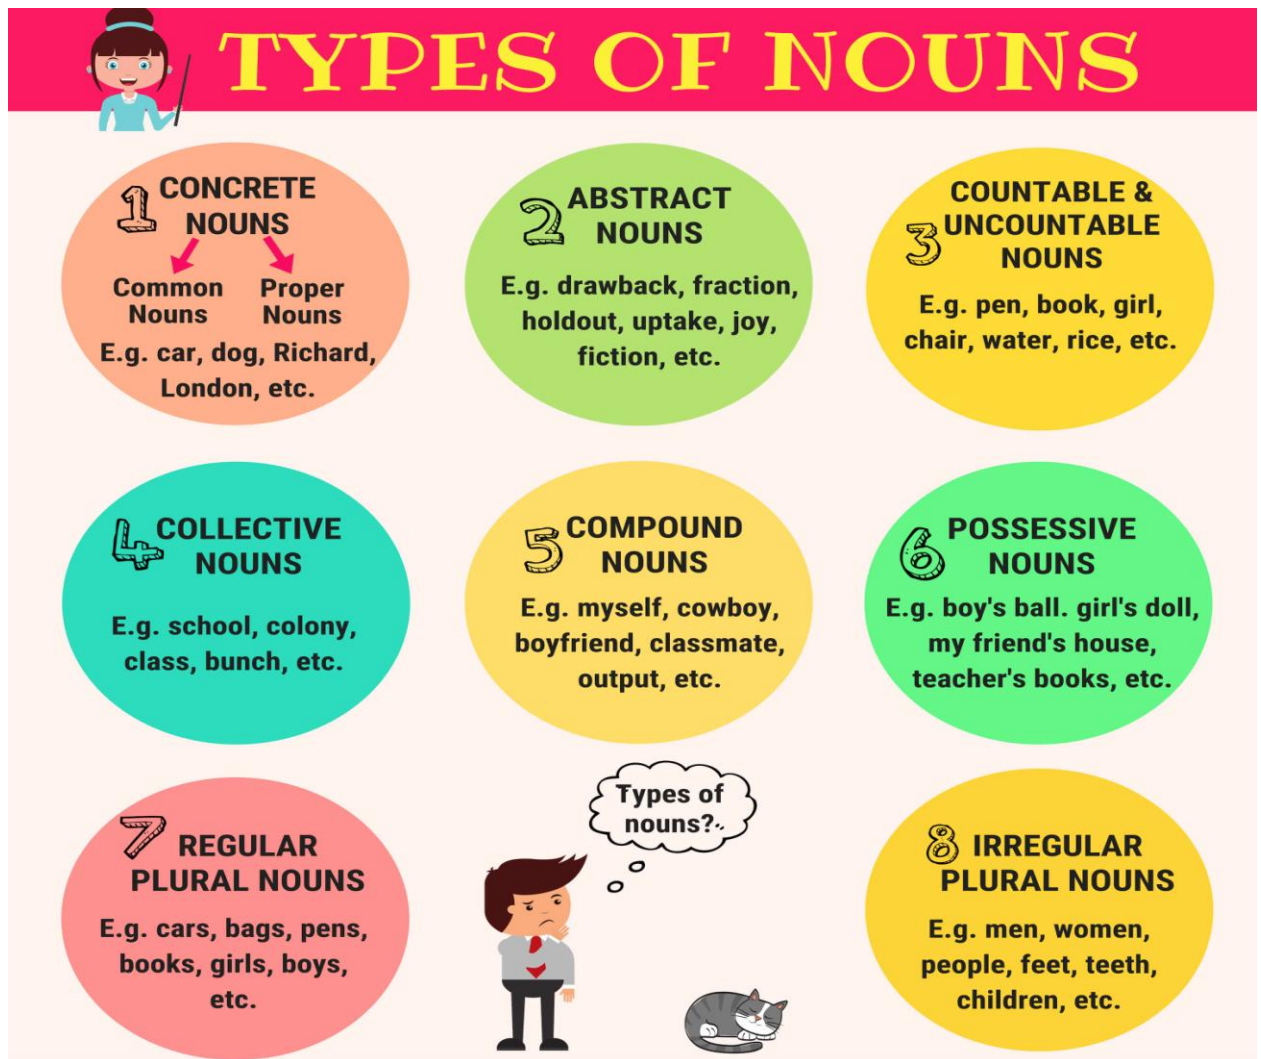 TYPES OF NOUNS
1 CONCRETE
NOUNS
Common
Nouns
Proper
Nouns
E.g. car, dog, Richard,
London, etc.
2 ABSTRACT
NOUNS
E.g. drawback, fraction,
holdout, uptake, joy,
fiction, etc.
COUNTABLE &
3 UNCOUNTABLE
NOUNS
E.g. pen, book, girl,
chair, water, rice, etc.
4 COLLECTIVE
NOUNS
E.g. school, colony,
class, bunch, etc.
5 COMPOUND
NOUNS
E.g. myself, cowboy,
boyfriend, classmate,
output, etc.
6 POSSESSIVE
NOUNS
E.g. boy's ball. girl's doll,
my friend's house,
teacher's books, etc.
7 REGULAR
PLURAL NOUNS
E.g. cars, bags, pens,
books, girls, boys,
etc.
Types of
nouns?..
8 IRREGULAR
PLURAL NOUNS
E.g. men, women,
people, feet, teeth,
children, etc.